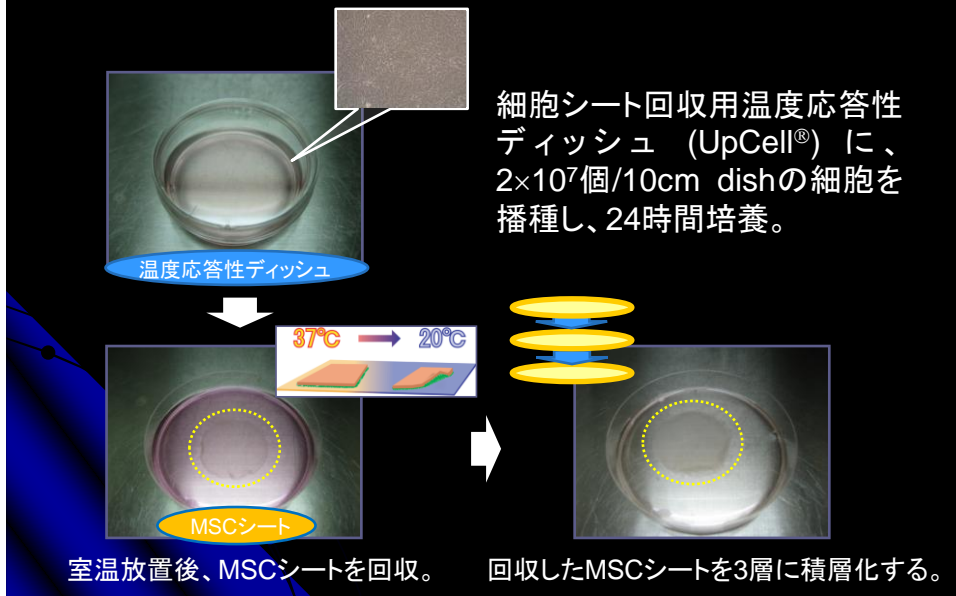 細胞シート回収用温度応答性
ディッシュ (UpCell®) に、
2×10⁷個/10cm dishの細胞を
播種し、24時間培養。
温度応答性ディッシュ
37℃
20℃
MSCシート
室温放置後、MSCシートを回収。
回収したMSCシートを3層に積層化する。